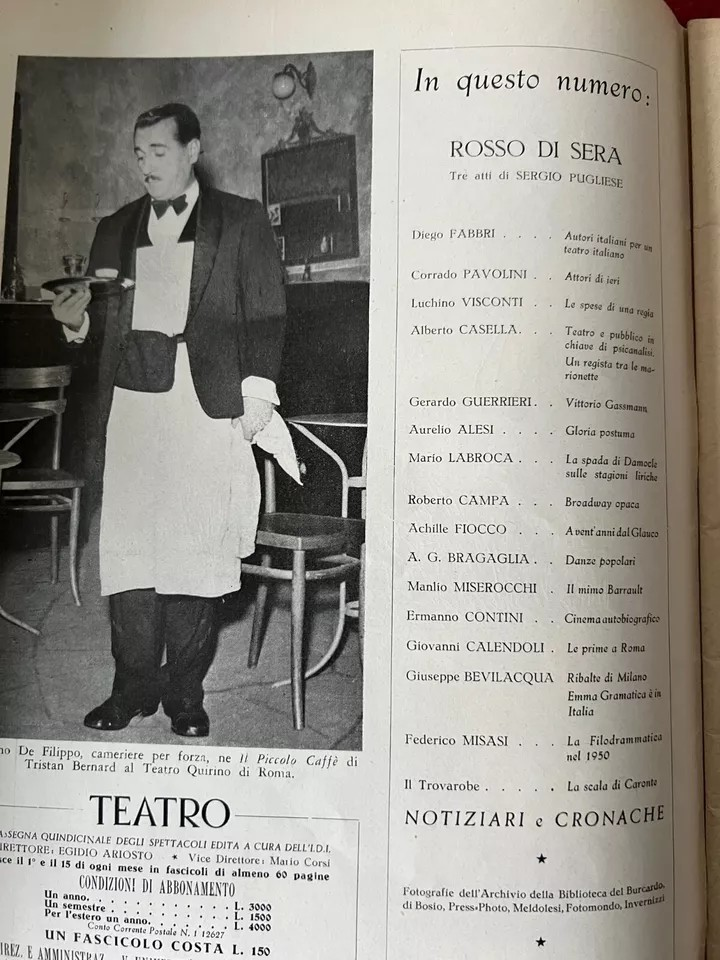 In questo numero:
ROSSO DI SERA
Tre atti di SERGIO PUGLIESE
Diego FABBRI . . . . Autori italiani per un
teatro italiano
Corrado PAVOLINI . . Attori di ieri
Luchino VISCONTI . . Le spese di una regia
Alberto CASELLA. . . Teatro e pubblico in
chiave di psicanalisi.
Un regista tra le ma-
rionette
Gerardo GUERRIERI. . Vittorio Gassmann
Aurelio ALESI . . . . Gloria postuma
Mario LABROCA . . . La spada di Damocle
sulle stagioni liriche
Roberto CAMPA . . . Broadway opaca
Achille FIOCCO . . . A vent'anni dal Glauco
A. G. BRAGAGLIA . . Danze popolari
Manlio MISEROCCHI . Il mimo Barrault
Ermanno CONTINI . . Cinema autobiografico
Giovanni CALENDOLI . Le prime a Roma
Giuseppe BEVILACQUA Ribalte di Milano
Emma Gramatica è in
Italia
Federico MISASI . . . La Filodrammatica
nel 1950
Il Trovarobe . . . . . La scala di Caronte
NOTIZIARI e CRONACHE
Fotografie dell'Archivio della Biblioteca del Burcardo,
di Bosio, Press-Photo, Meldolesi, Fotomondo, Invernizzi
no De Filippo, cameriere per forza, ne Il Piccolo Caffè di
Tristan Bernard al Teatro Quirino di Roma.
TEATRO
ASSEGNA QUINDICINALE DEGLI SPETTACOLI EDITA A CURA DELL'I.D.I.
IRETTORE: EGIDIO ARIOSTO * Vice Direttore: Mario Corsi
sce il 1° e il 15 di ogni mese in fascicoli di almeno 60 pagine
CONDIZIONI DI ABBONAMENTO
Un anno. . . . . . . . . . . . L. 3000
Un semestre . . . . . . . . . . L. 1500
Per l'estero un anno. . . . . . L. 4000
Conto Corrente Postale N. 1 12627
UN FASCICOLO COSTA L. 150
IREZ. E AMMINISTRAZ.